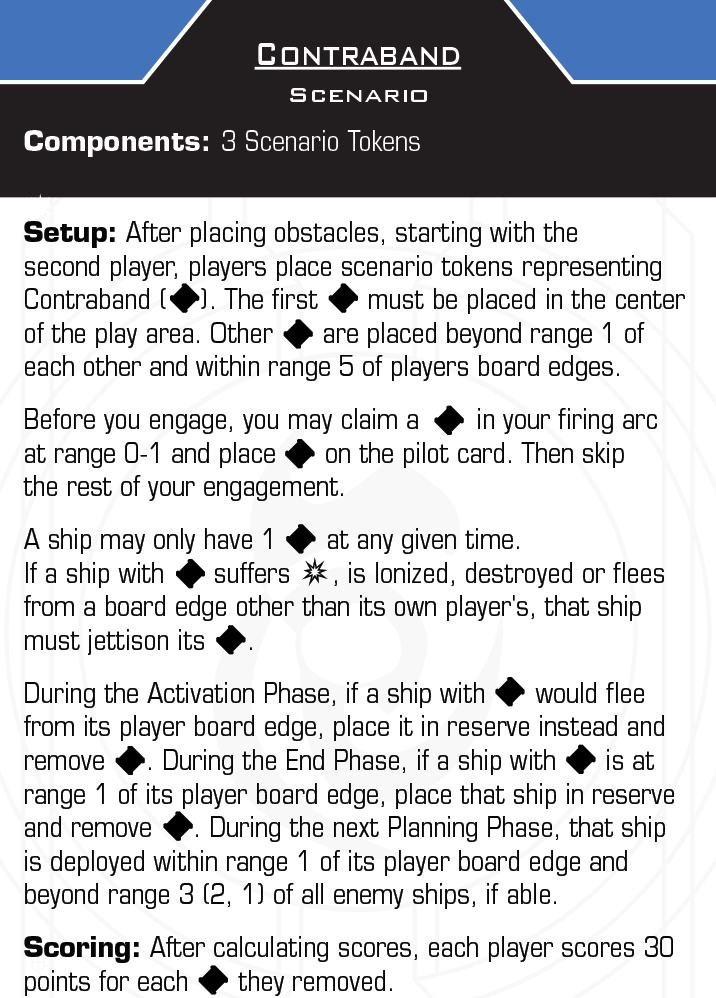 CONTRABAND
SCENARIO
Components: 3 Scenario Tokens
Setup: After placing obstacles, starting with the
second player, players place scenario tokens representing
Contraband (◆). The first ◆ must be placed in the center
of the play area. Other ◆ are placed beyond range 1 of
each other and within range 5 of players board edges.
Before you engage, you may claim a ◆ in your firing arc
at range 0-1 and place ◆ on the pilot card. Then skip
the rest of your engagement.
A ship may only have 1 ◆ at any given time.
If a ship with ◆ suffers , is Ionized, destroyed or flees
from a board edge other than its own player's, that ship
must jettison its ◆.
During the Activation Phase, if a ship with ◆ would flee
from its player board edge, place it in reserve instead and
remove ◆. During the End Phase, if a ship with ◆ is at
range 1 of its player board edge, place that ship in reserve
and remove ◆. During the next Planning Phase, that ship
is deployed within range 1 of its player board edge and
beyond range 3 (2, 1) of all enemy ships, if able.
Scoring: After calculating scores, each player scores 30
points for each ◆ they removed.